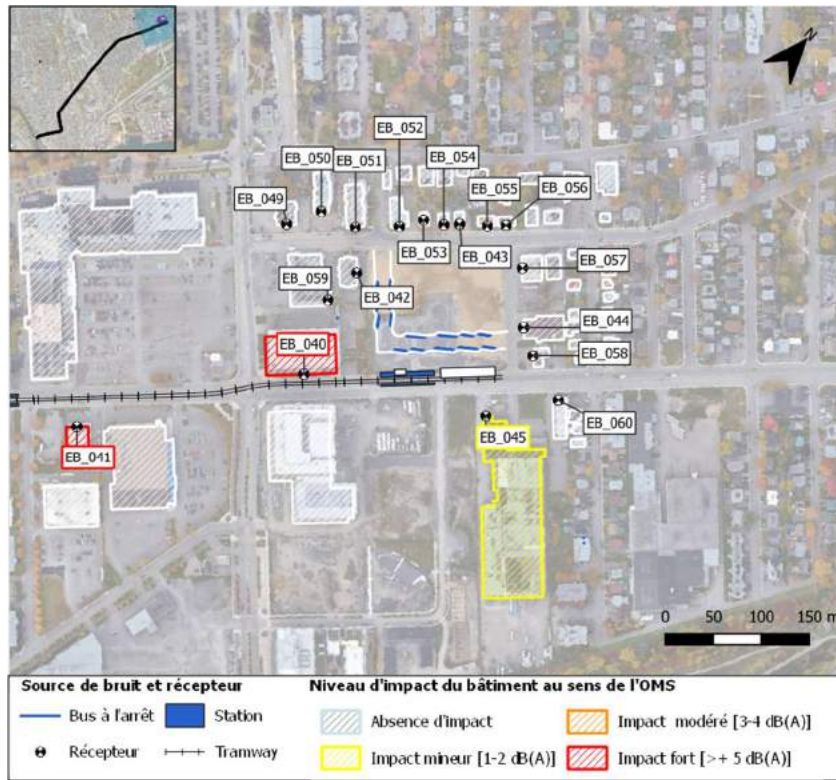 N
EB_052
EB_050
EB_051
EB_054
EB_055
EB_056
EB_049
EB_053
EB_043
EB_057
EB_059
EB_042
EB_044
EB_040
EB_058
EB_060
EB_045
EB_041
0 50 100 150 m
Source de bruit et récepteur
Niveau d'impact du bâtiment au sens de l'OMS
Bus à l'arrêt
Station
Absence d'impact
Impact modéré [3-4 dB(A)]
Récepteur
Tramway
Impact mineur [1-2 dB(A)]
Impact fort [>+ 5 dB(A)]